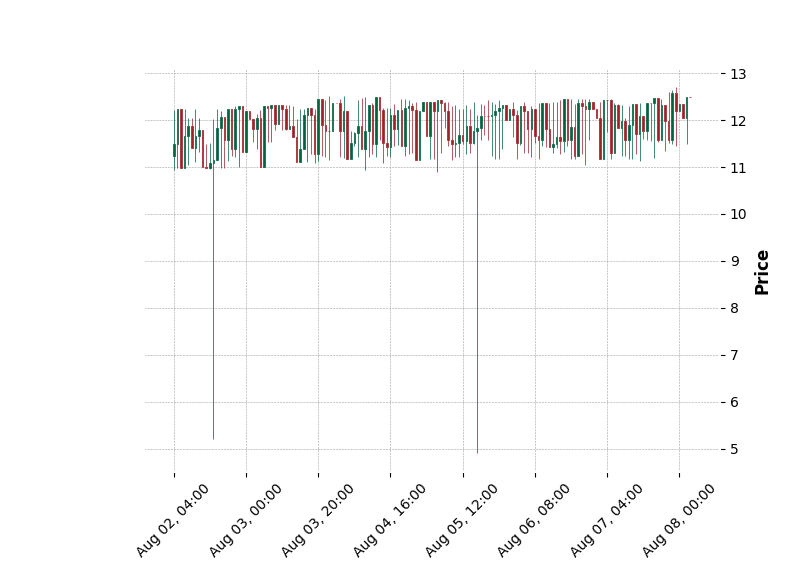 13
12
11
10
9
8
7
6
5
Price
Aug 02, 04:00
Aug 03, 00:00
Aug 03, 20:00
Aug 04, 16:00
Aug 05, 12:00
Aug 06, 08:00
Aug 07, 04:00
Aug 08, 00:00